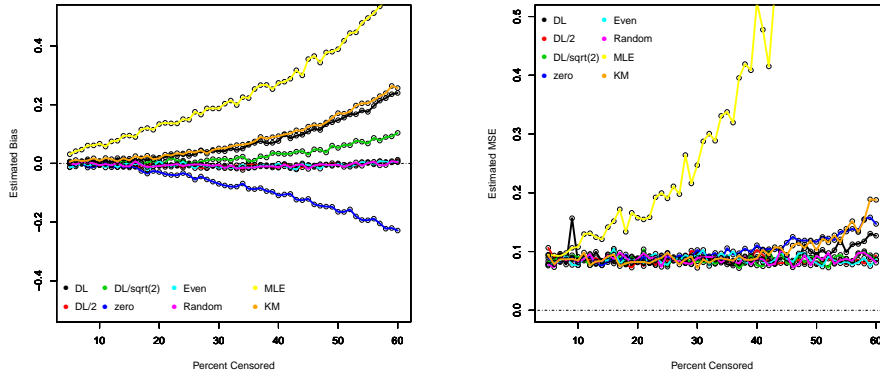 Estimated Bias
0.4
0.2
0.0
−0.2
−0.4
DL
DL/2
DL/sqrt(2)
zero
Even
Random
MLE
KM
10 20 30 40 50 60
Percent Censored
Estimated MSE
0.5
0.4
0.3
0.2
0.1
0.0
DL
DL/2
DL/sqrt(2)
zero
Even
Random
MLE
KM
10 20 30 40 50 60
Percent Censored